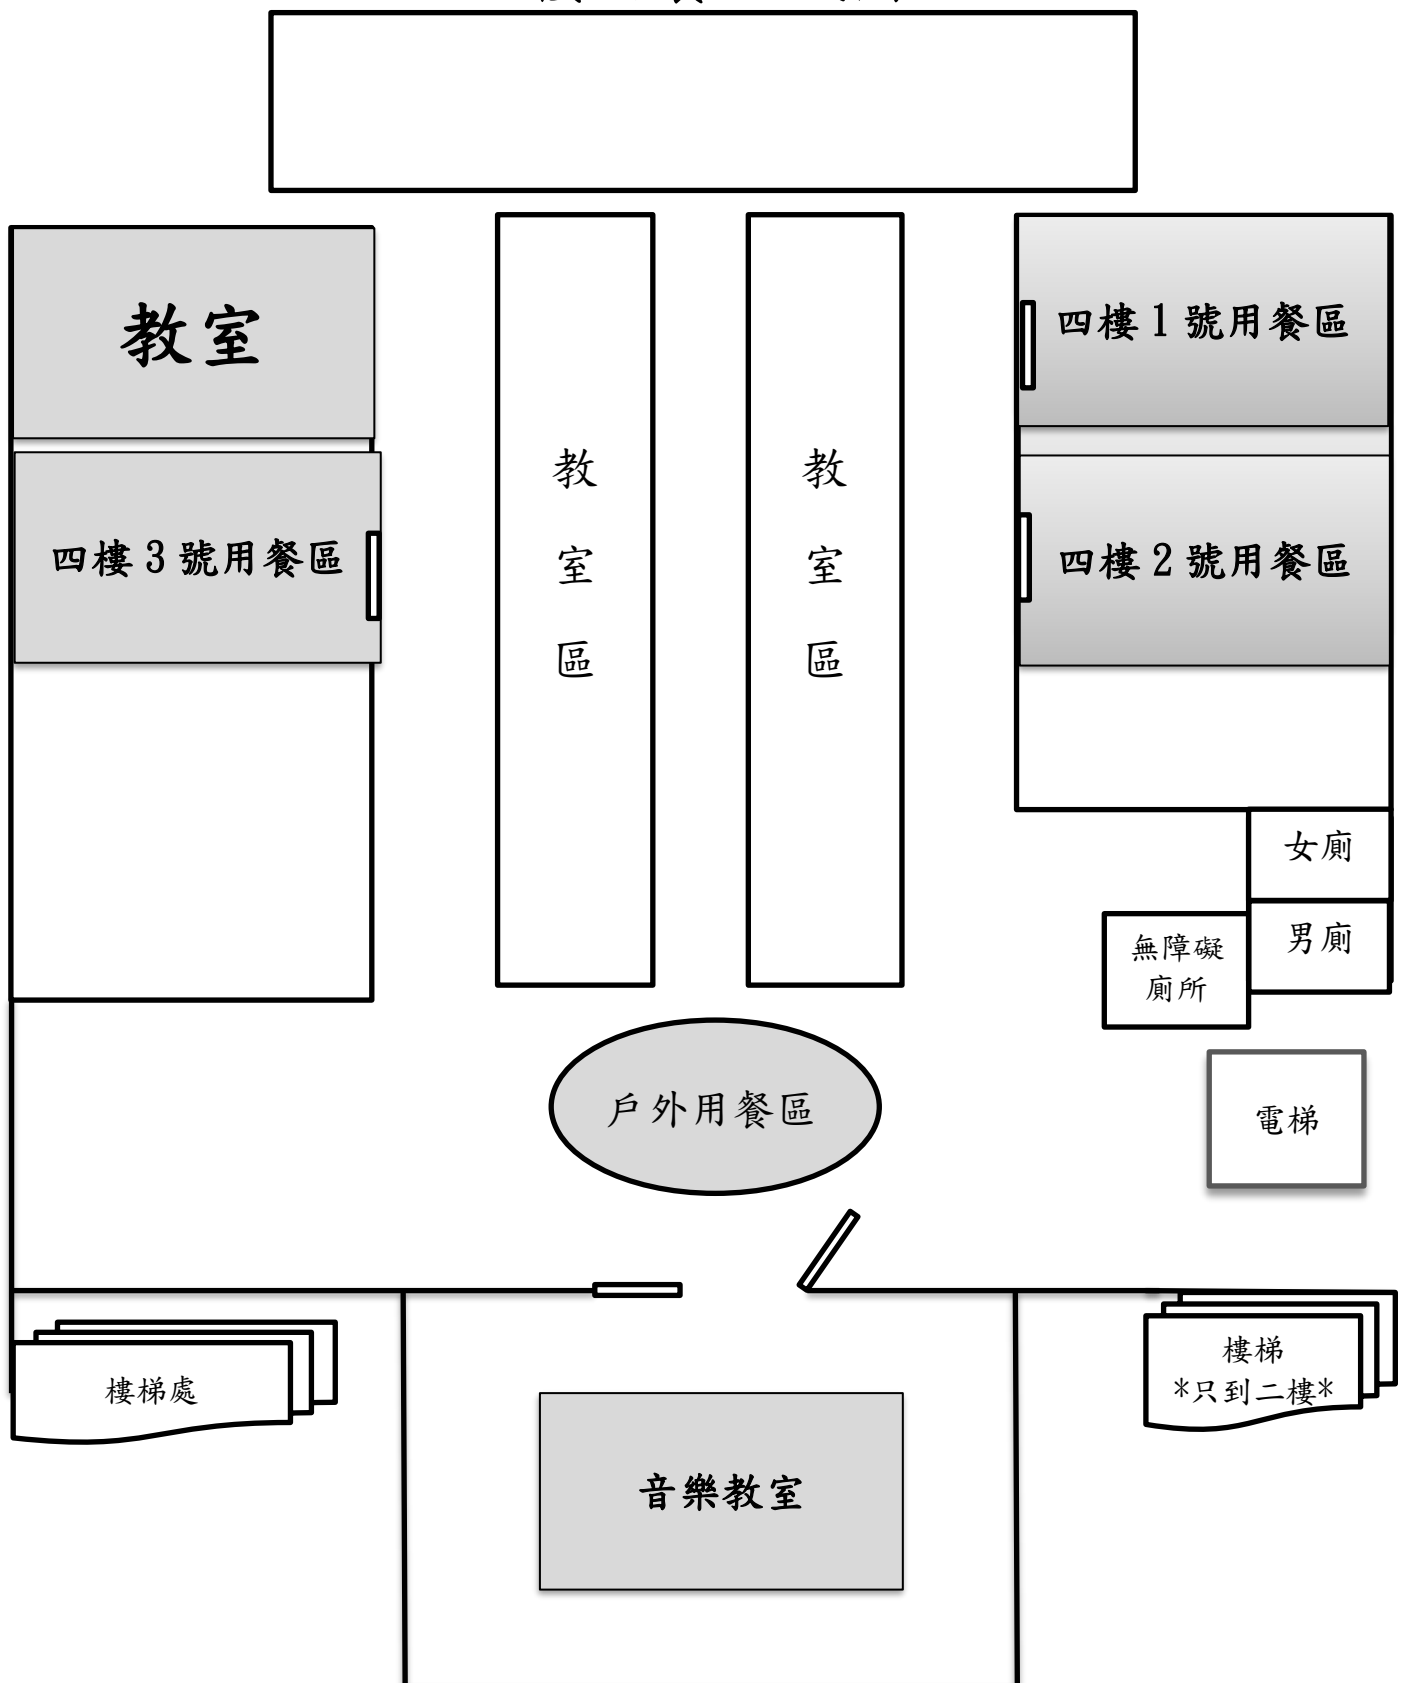 教室
四樓 1 號用餐區
教
室
區
教
室
區
四樓 3 號用餐區
四樓 2 號用餐區
女廁
男廁
無障礙
廁所
戶外用餐區
電梯
樓梯處
樓梯
*只到二樓*
音樂教室